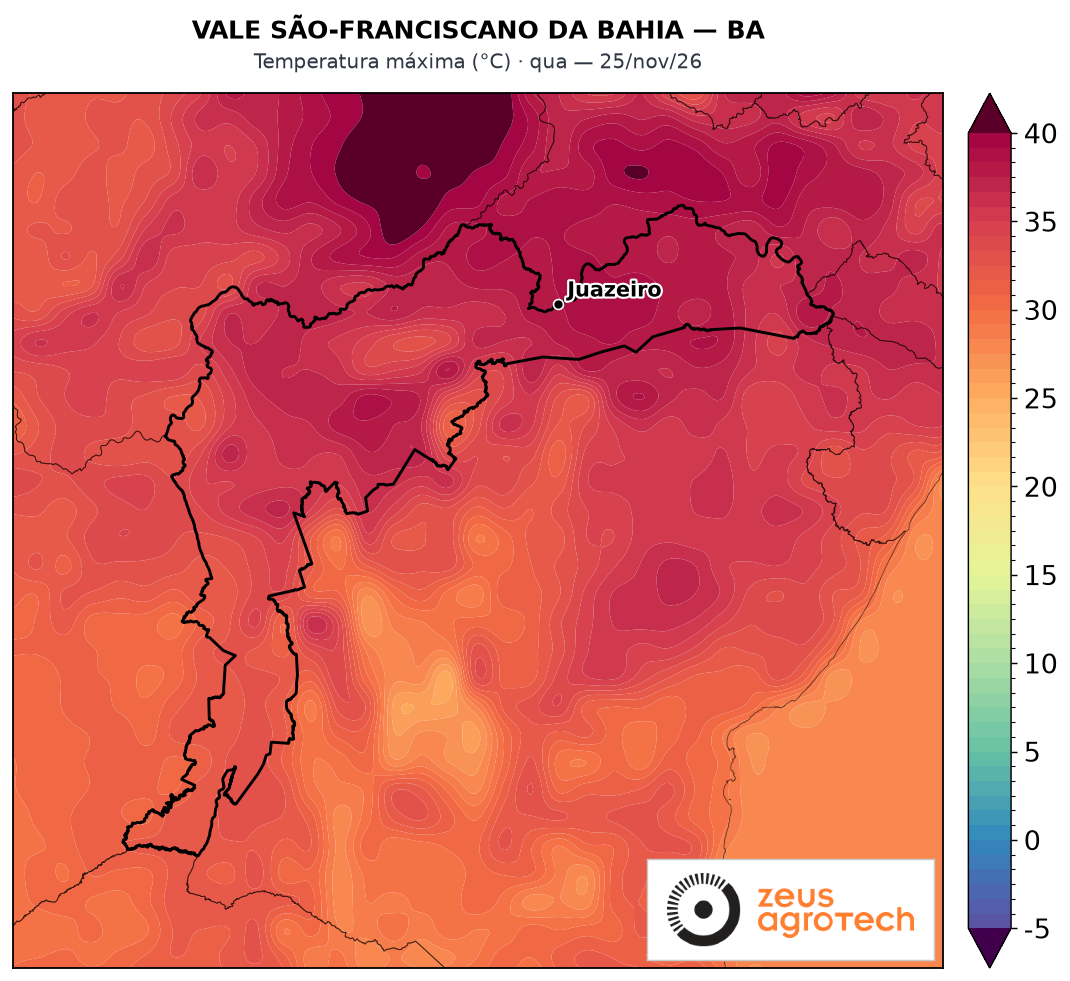 VALE SÃO-FRANCISCANO DA BAHIA — BA
Temperatura máxima (°C) · qua — 25/nov/26
Juazeiro
40
35
30
25
20
15
10
5
0
-5
zeus
agrotech